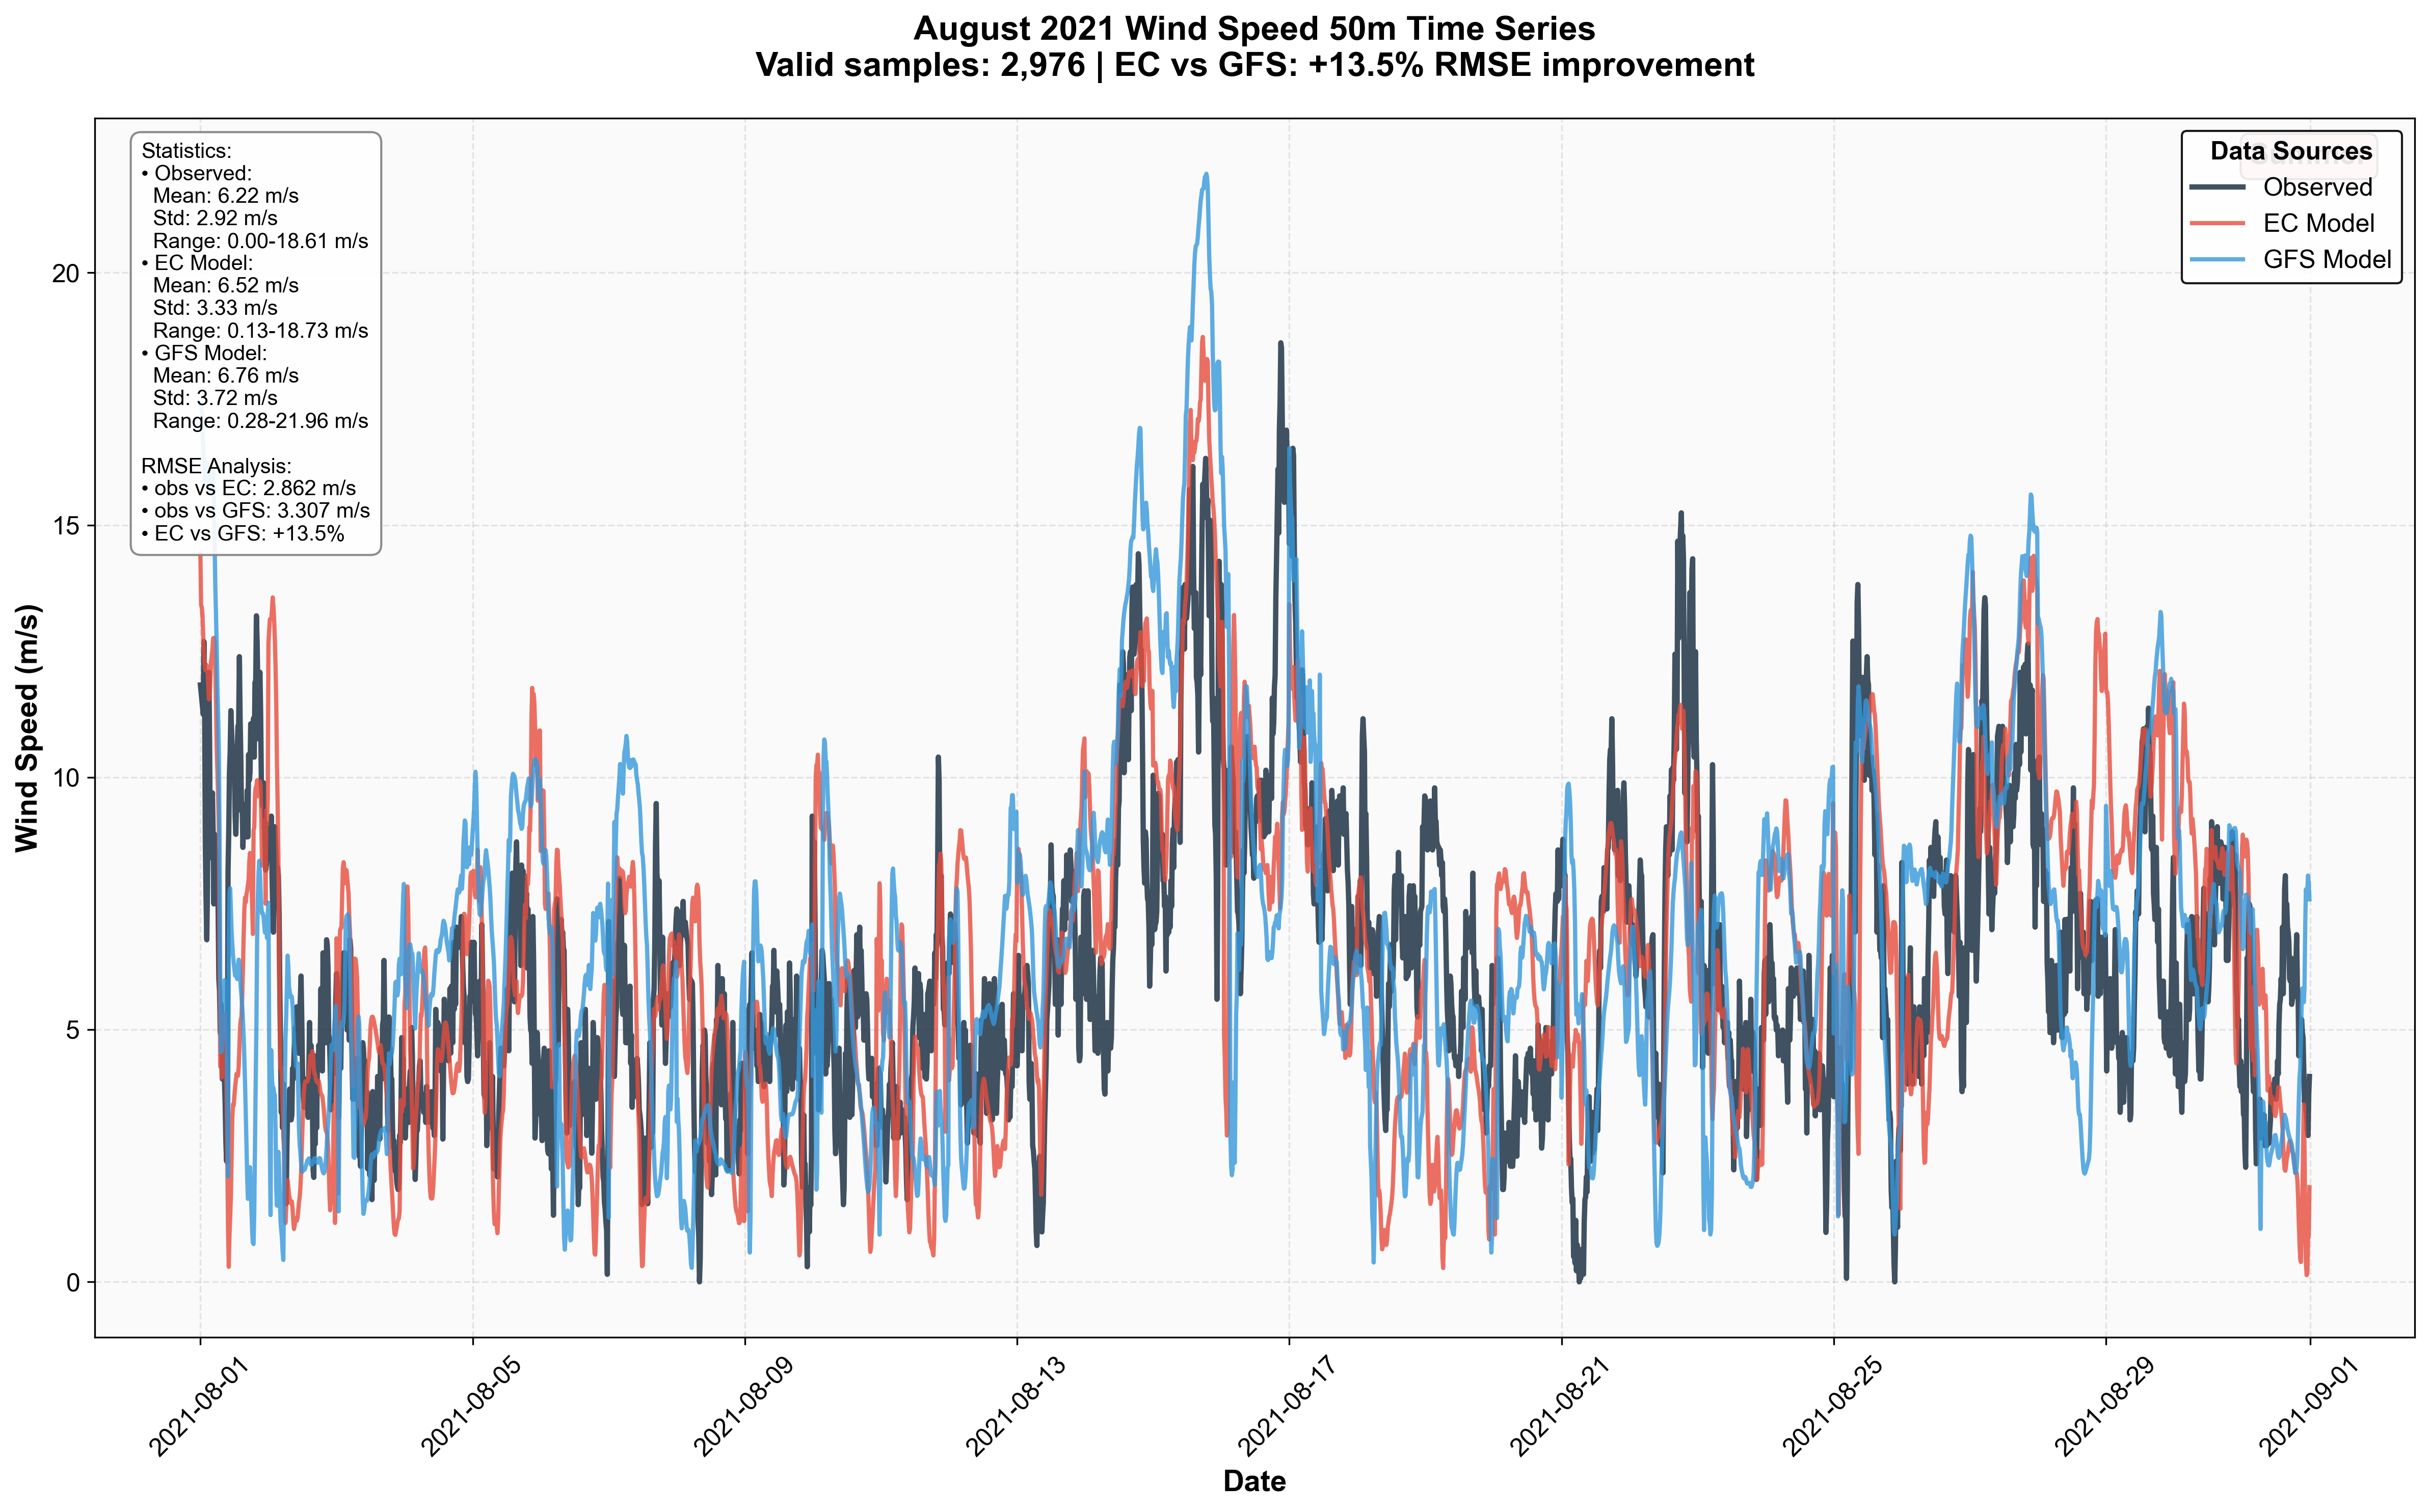 August 2021 Wind Speed 50m Time Series
Valid samples: 2,976 | EC vs GFS: +13.5% RMSE improvement
Statistics:
• Observed:
Mean: 6.22 m/s
Std: 2.92 m/s
Range: 0.00-18.61 m/s
• EC Model:
Mean: 6.52 m/s
Std: 3.33 m/s
Range: 0.13-18.73 m/s
• GFS Model:
Mean: 6.76 m/s
Std: 3.72 m/s
Range: 0.28-21.96 m/s
RMSE Analysis:
• obs vs EC: 2.862 m/s
• obs vs GFS: 3.307 m/s
• EC vs GFS: +13.5%
Data Sources
Observed
EC Model
GFS Model
Wind Speed (m/s)
20
15
10
5
0
2021-08-01
2021-08-05
2021-08-09
2021-08-13
2021-08-17
2021-08-21
2021-08-25
2021-08-29
2021-09-01
Date